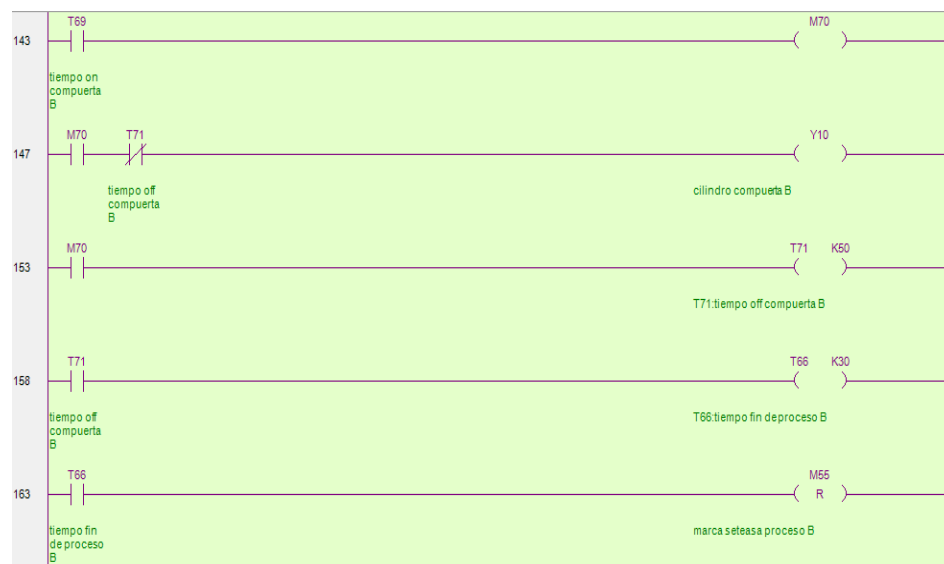 T69 M70
143 ( )
tiempo on
compuerta
B
M70 T71 Y10
147 ( )
tiempo off
compuerta
B
cilindro compuerta B
M70 T71 K50
153 ( )
T71:tiempo off compuerta B
T71 T66 K30
158 ( )
tiempo off
compuerta
B
T66:tiempo fin de proceso B
T66 M55
163 ( R )
tiempo fin
de proceso
B
marca seteasa proceso B